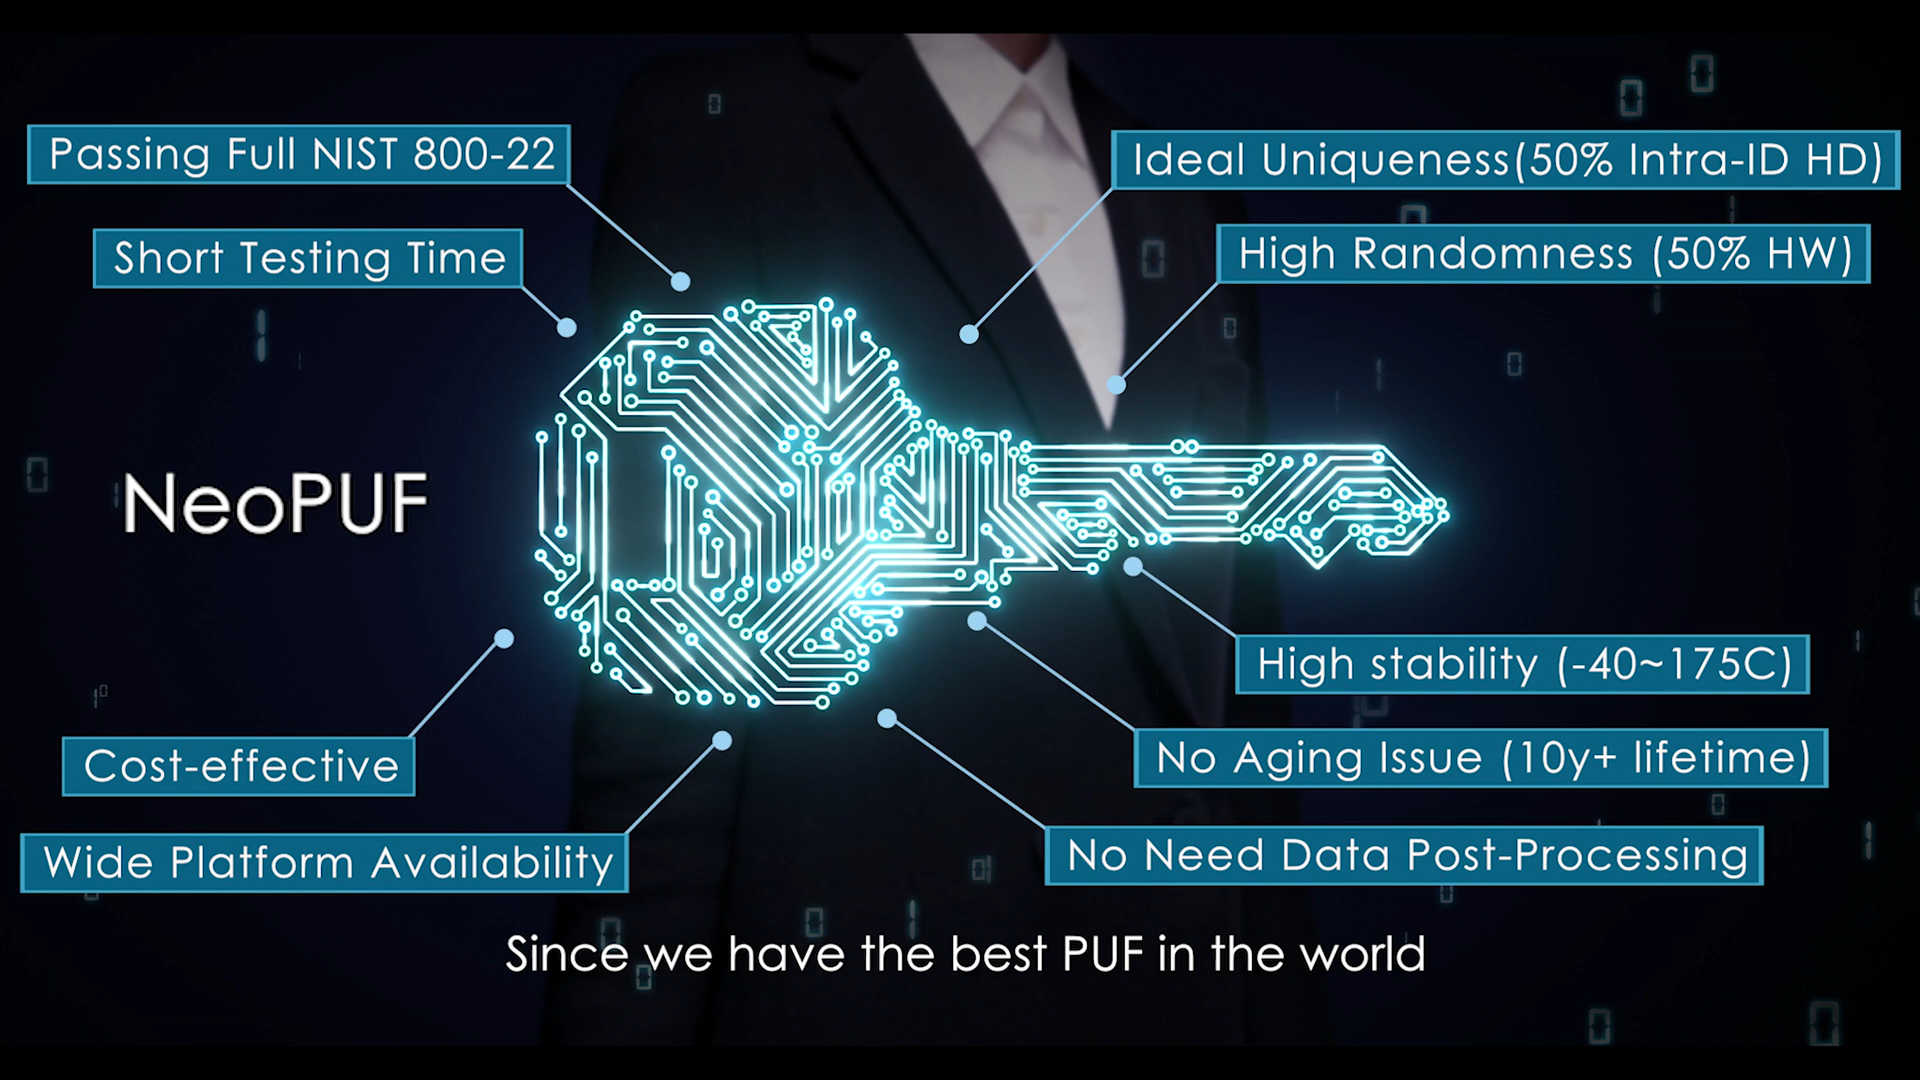 Passing Full NIST 800-22
Ideal Uniqueness(50% Intra-ID HD)
Short Testing Time
High Randomness (50% HW)
NeoPUF
High stability (-40~175C)
Cost-effective
No Aging Issue (10y+ lifetime)
Wide Platform Availability
No Need Data Post-Processing
Since we have the best PUF in the world